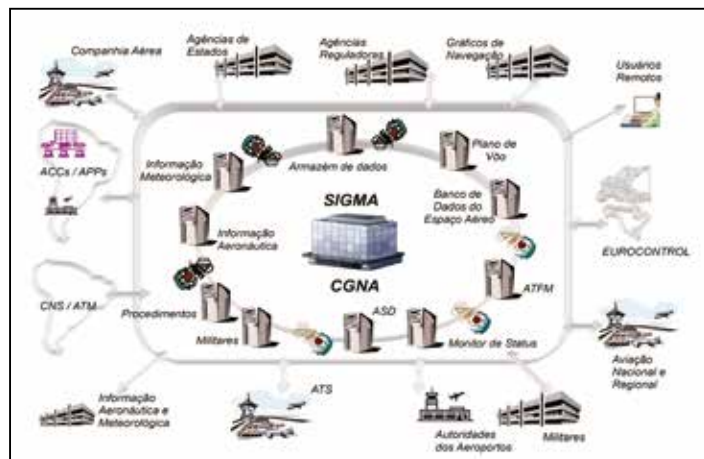 Companhia Aérea
Agências de
Estados
Agências
Reguladoras
Gráficos de
Navegação
Usuários
Remotos
ACCs / APPs
Informação
Meteorológica
Armazém de dados
Plano de
Vôo
Banco de
Dados do
Espaço Aéreo
SIGMA
Informação
Aeronáutica
EUROCONTROL
CGNA
CNS / ATM
Procedimentos
Militares
ASD
ATFM
Monitor de Status
Aviação
Nacional e
Regional
Informação
Aeronáutica e
Meteorológica
ATS
Autoridades
dos Aeroportos
Militares